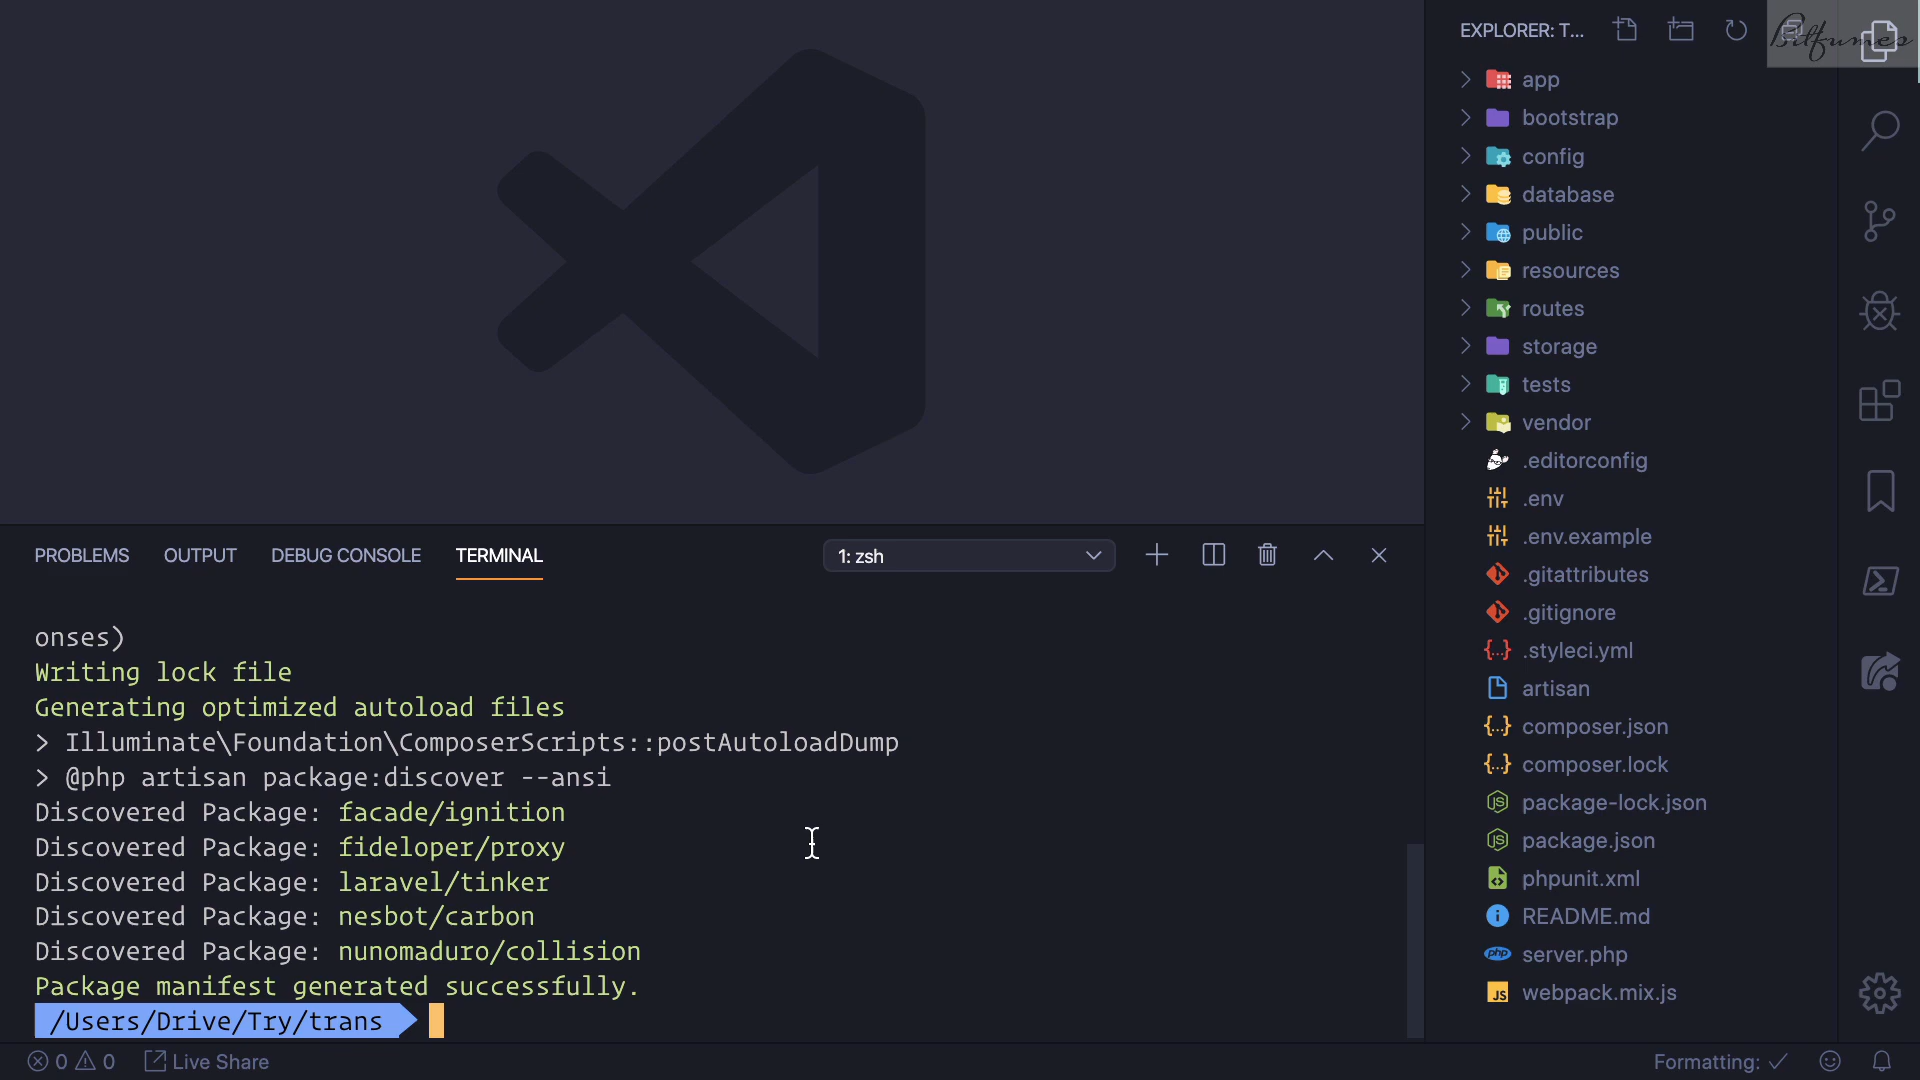 EXPLORER: T...
Bitfumes
app
bootstrap
config
database
public
resources
routes
storage
tests
vendor
.editorconfig
.env
.env.example
.gitattributes
.gitignore
.styleci.yml
artisan
composer.json
composer.lock
package-lock.json
package.json
phpunit.xml
README.md
server.php
webpack.mix.js
PROBLEMS OUTPUT DEBUG CONSOLE TERMINAL 1: zsh
onses)
Writing lock file
Generating optimized autoload files
> Illuminate\Foundation\ComposerScripts::postAutoloadDump
> @php artisan package:discover --ansi
Discovered Package: facade/ignition
Discovered Package: fideloper/proxy
Discovered Package: laravel/tinker
Discovered Package: nesbot/carbon
Discovered Package: nunomaduro/collision
Package manifest generated successfully.
/Users/Drive/Try/trans
0 0 Live Share Formatting: ✓